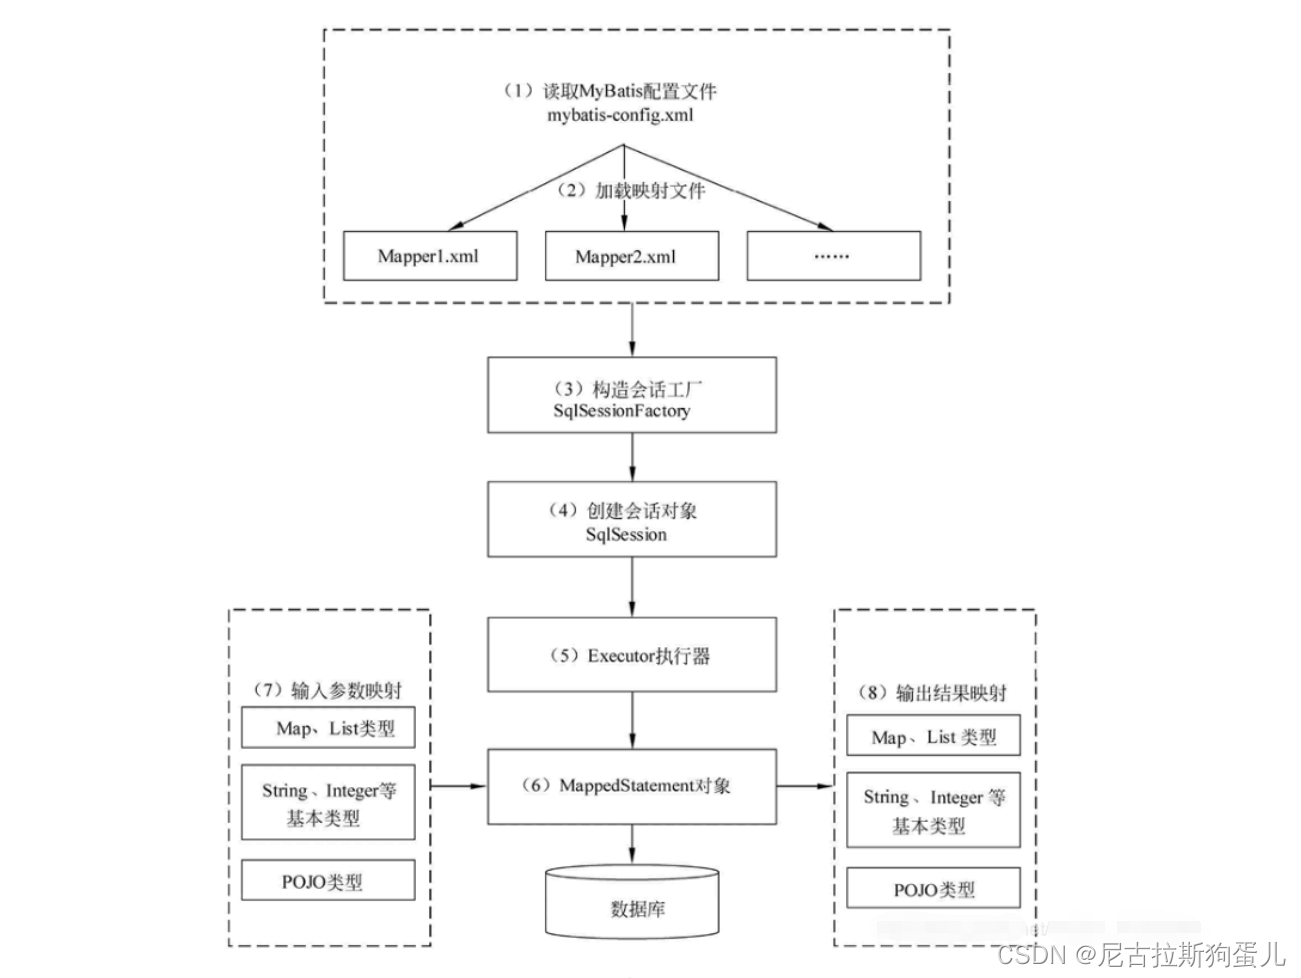 （1）读取MyBatis配置文件
mybatis-config.xml
（2）加载映射文件
Mapper1.xml
Mapper2.xml
……
（3）构造会话工厂
SqlSessionFactory
（4）创建会话对象
SqlSession
（5）Executor执行器
（7）输入参数映射
Map、List类型
String、Integer等
基本类型
POJO类型
（6）MappedStatement对象
数据库
（8）输出结果映射
Map、List 类型
String、Integer 等
基本类型
POJO类型
CSDN @尼古拉斯狗蛋儿